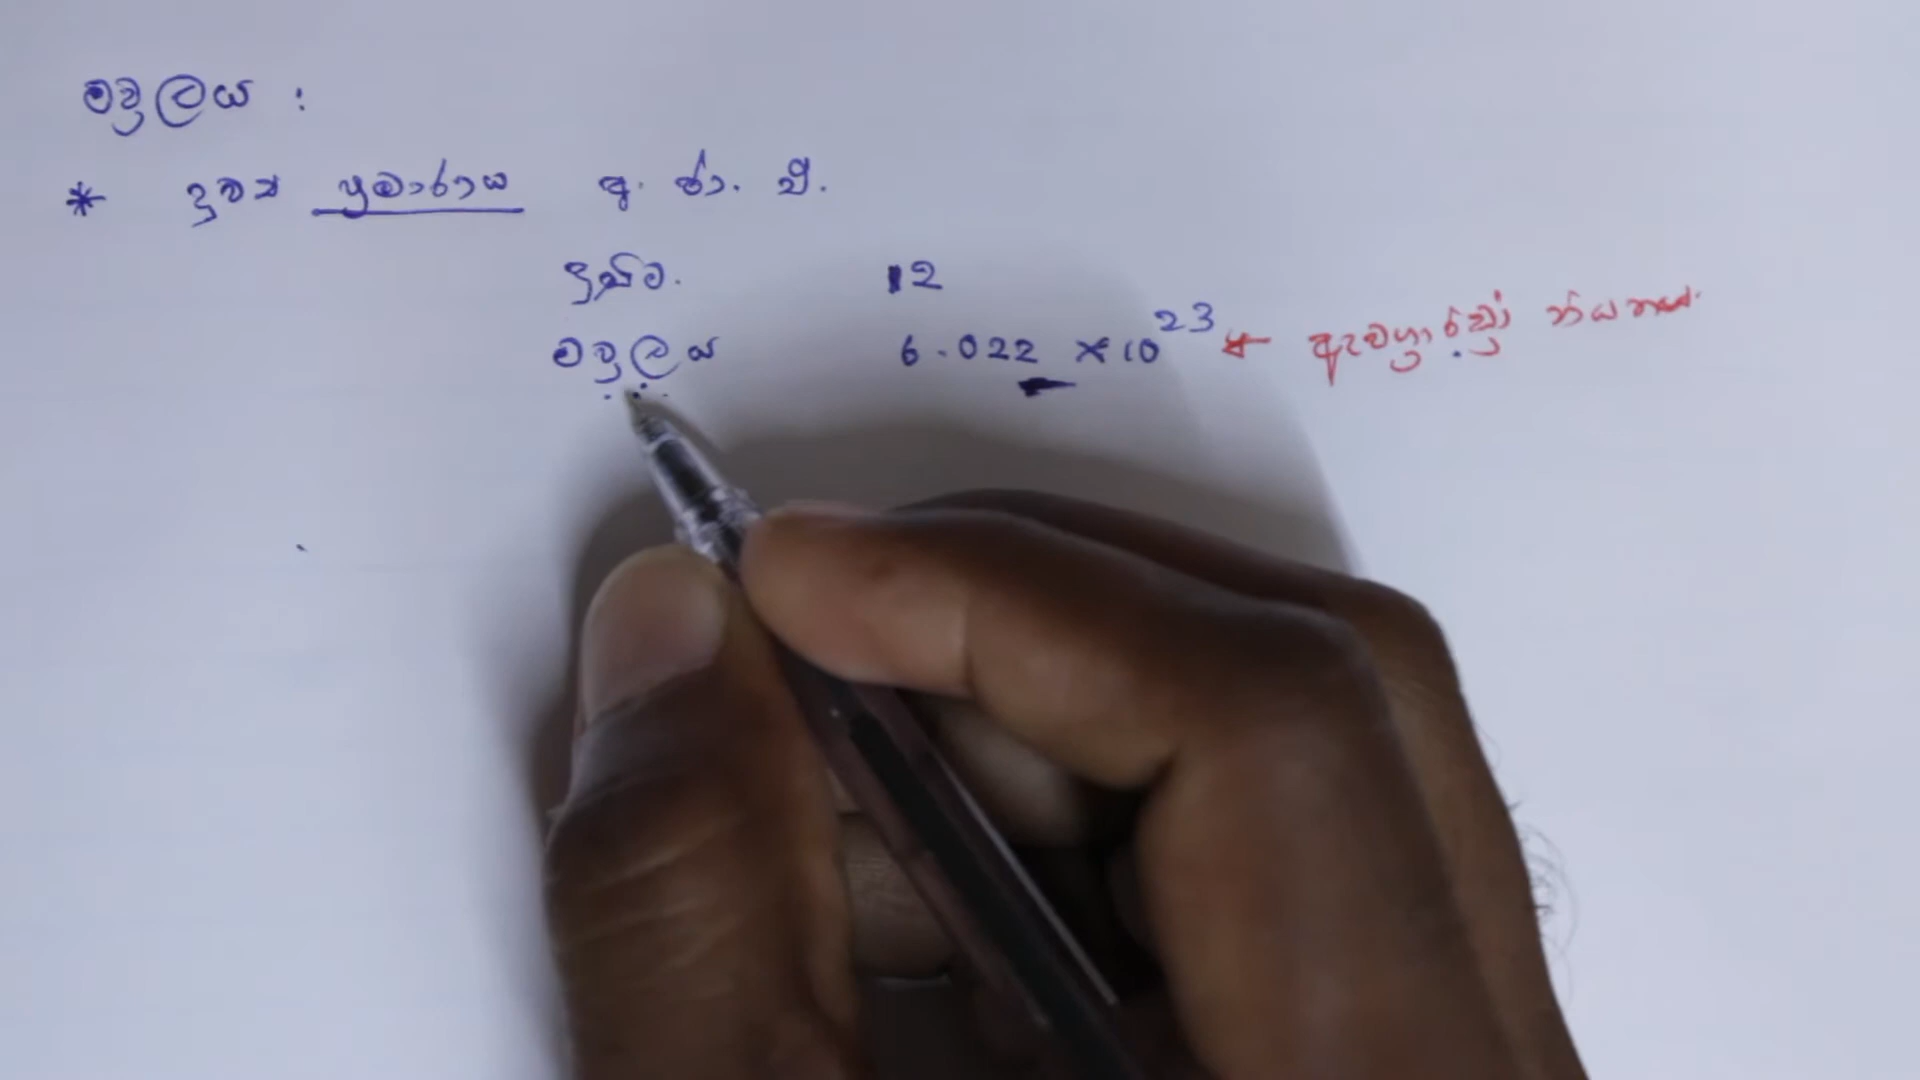 මවුලය :
* ද්‍රව්‍ය ප්‍රමාණය අ. ජා. ඒ.
දුසිම. 12
මවුලය 6.022 × 10²³ ← ඇවගාඩ්‍රෝ නියතය.